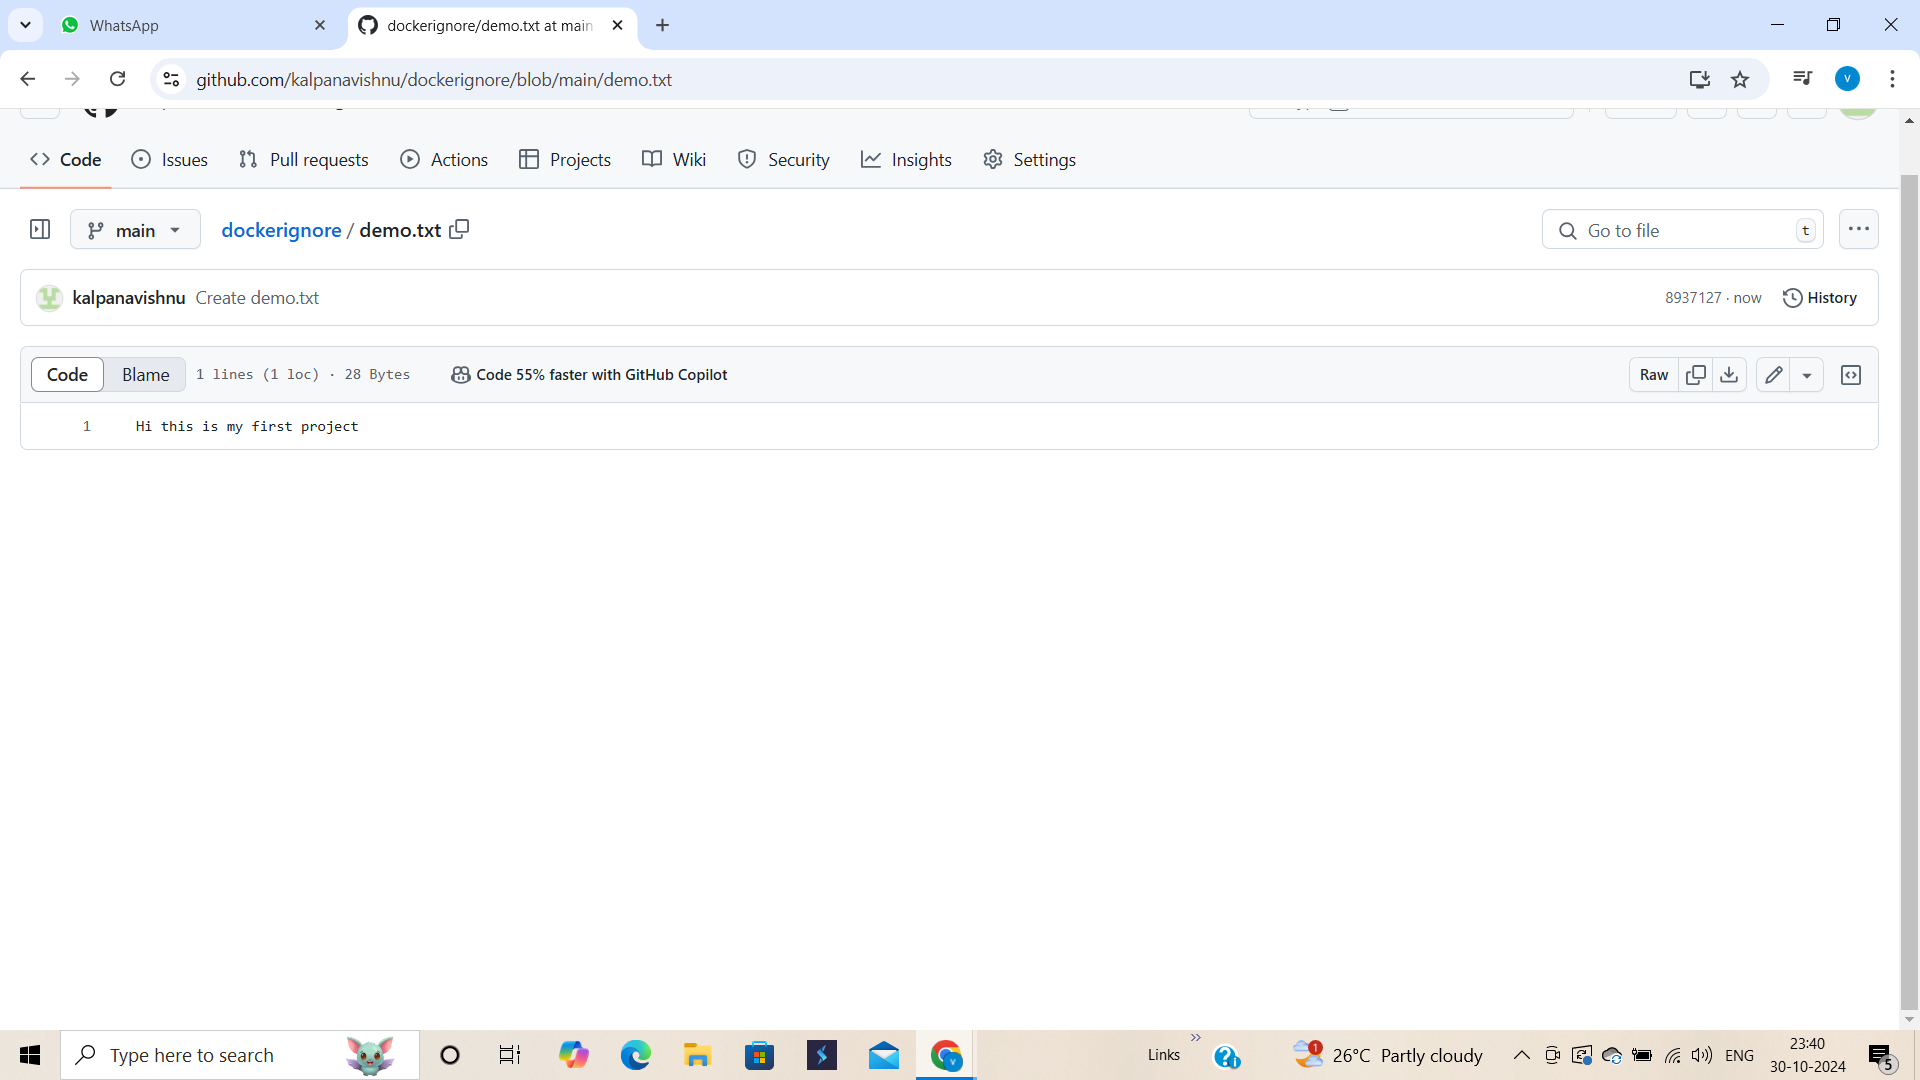 WhatsApp
dockerignore/demo.txt at main
github.com/kalpanavishnu/dockerignore/blob/main/demo.txt
V
Code
Issues
Pull requests
Actions
Projects
Wiki
Security
Insights
Settings
main
dockerignore / demo.txt
Go to file
t
kalpanavishnu Create demo.txt
8937127 · now
History
Code
Blame
1 lines (1 loc) · 28 Bytes
Code 55% faster with GitHub Copilot
Raw
1 Hi this is my first project
Type here to search
Links
1
26°C Partly cloudy
ENG
23:40
30-10-2024
5